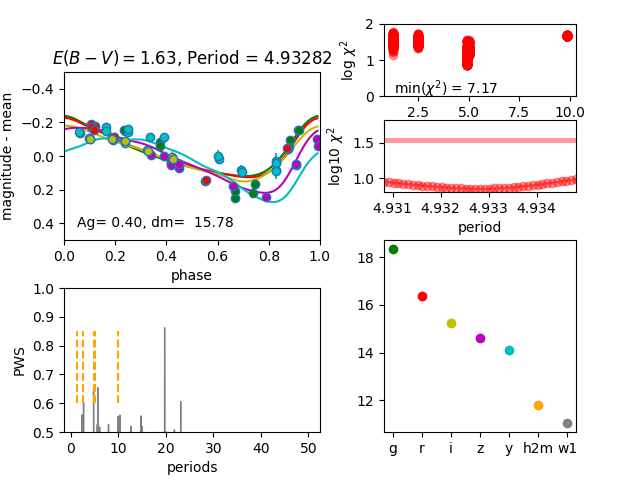 E(B − V) = 1.63, Period = 4.93282
magnitude - mean
−0.4
−0.2
0.0
0.2
0.4
Ag= 0.40, dm=  15.78
0.0 0.2 0.4 0.6 0.8 1.0
phase
log χ²
2
1
0
min(χ²) = 7.17
2.5 5.0 7.5 10.0
log10 χ²
1.5
1.0
4.931 4.932 4.933 4.934
period
PWS
1.0
0.9
0.8
0.7
0.6
0.5
0 10 20 30 40 50
periods
18
16
14
12
g r i z y h2m w1